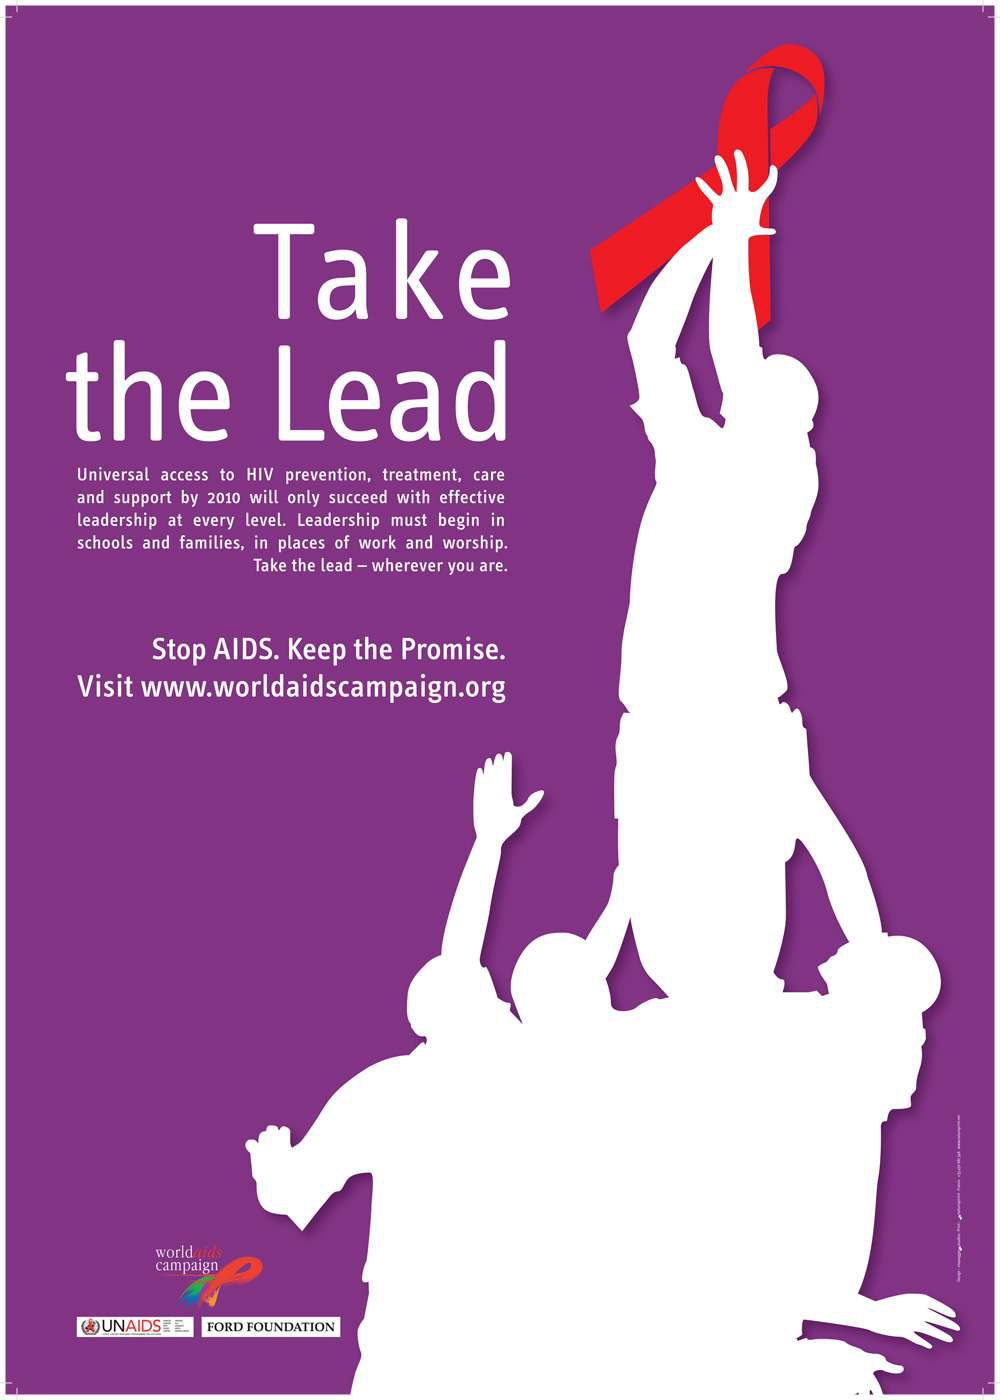 Take
the Lead
Universal access to HIV prevention, treatment, care
and support by 2010 will only succeed with effective
leadership at every level. Leadership must begin in
schools and families, in places of work and worship.
Take the lead – wherever you are.
Stop AIDS. Keep the Promise.
Visit www.worldaidscampaign.org
worldaids
campaign
UNAIDS
FORD FOUNDATION